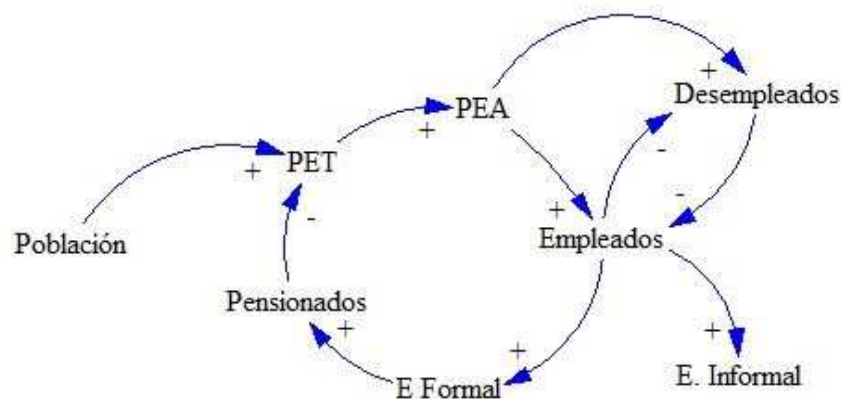 +
Desempleados
PEA
+
-
PET
+
-
+
-
Empleados
Población
Pensionados
+
+
+
E Formal
E. Informal